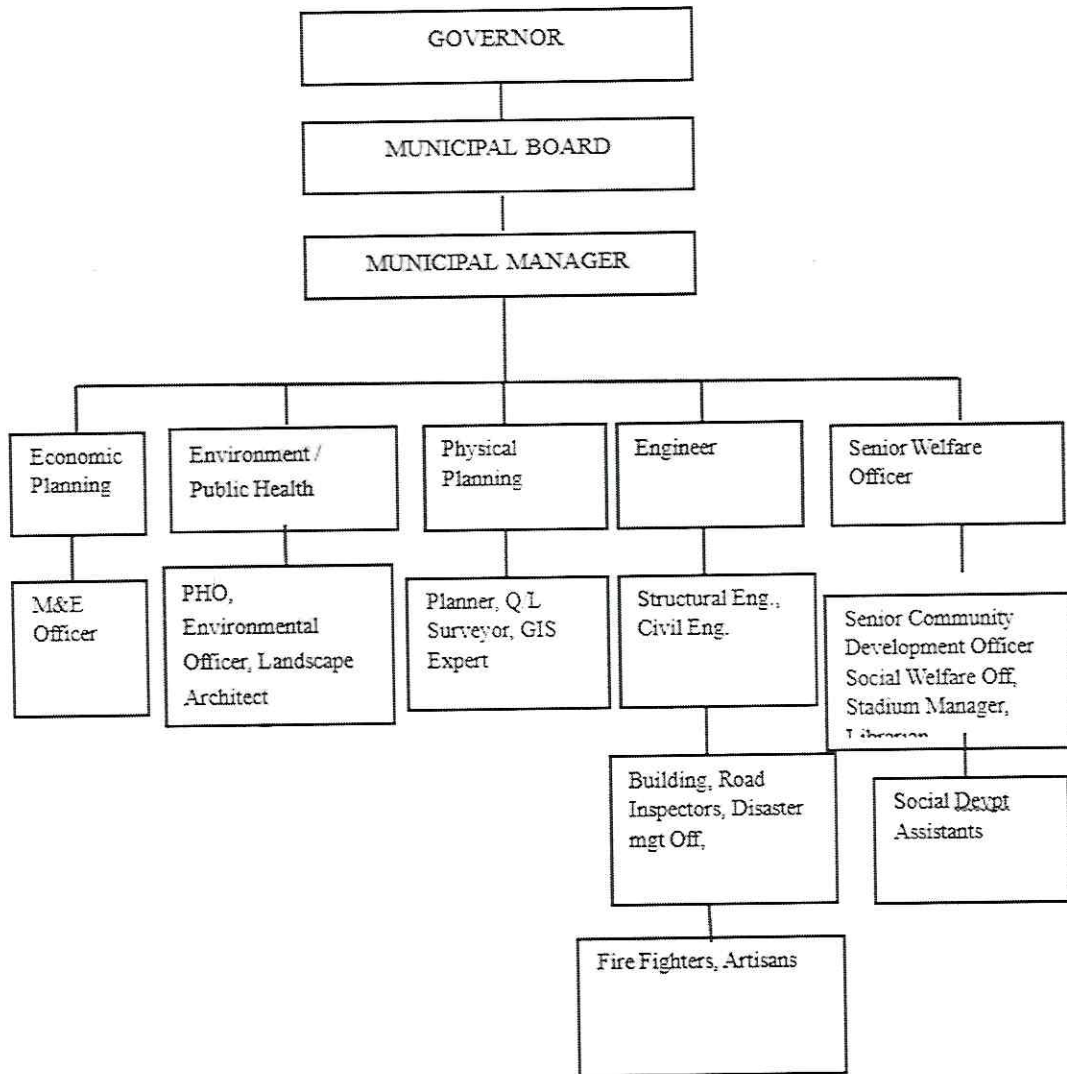 GOVERNOR
MUNICIPAL BOARD
MUNICIPAL MANAGER
Economic
Planning
Environment /
Public Health
Physical
Planning
Engineer
Senior Welfare
Officer
M&E
Officer
PHO,
Environmental
Officer, Landscape
Architect
Planner, Q/L
Surveyor, GIS
Expert
Structural Eng.,
Civil Eng.
Senior Community
Development Officer
Social Welfare Off,
Stadium Manager,
Librarian
Building, Road
Inspectors, Disaster
mgt Off,
Social Devpt
Assistants
Fire Fighters, Artisans